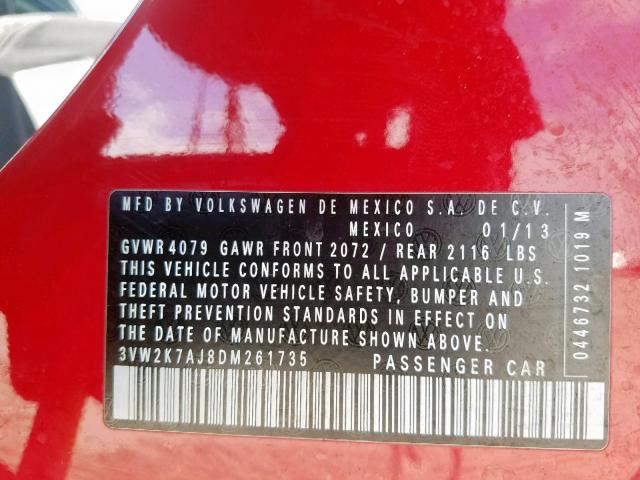 MFD BY VOLKSWAGEN DE MEXICO S.A. DE C.V.
MEXICO 01/13
GVWR 4079 GAWR FRONT 2072 / REAR 2116 LBS
THIS VEHICLE CONFORMS TO ALL APPLICABLE U.S.
FEDERAL MOTOR VEHICLE SAFETY, BUMPER AND
THEFT PREVENTION STANDARDS IN EFFECT ON
THE DATE OF MANUFACTURE SHOWN ABOVE.
3VW2K7AJ8DM261735 PASSENGER CAR
0446732 1019 M